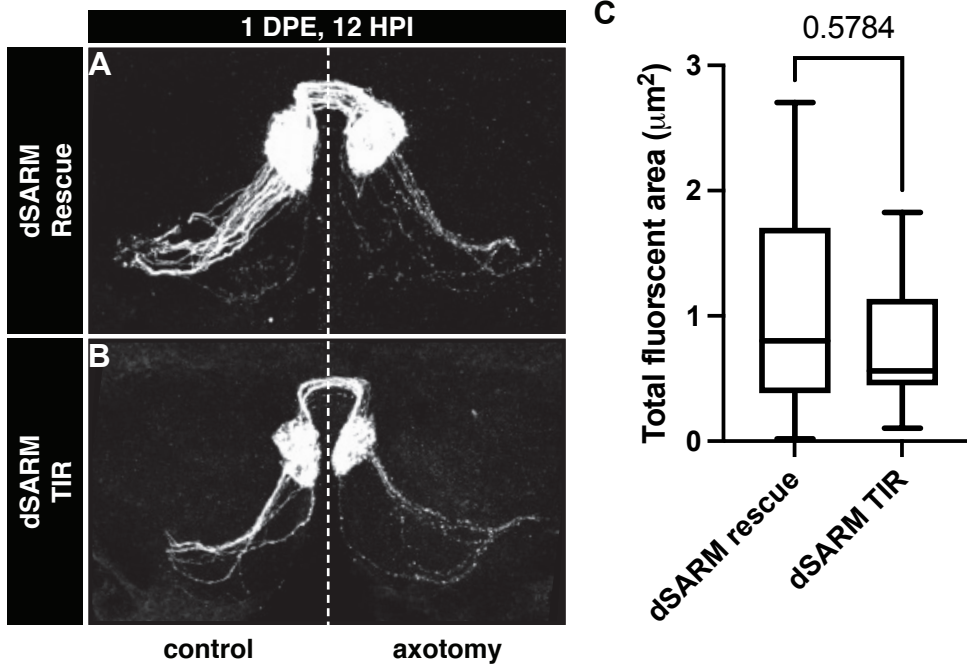 1 DPE, 12 HPI
A
dSARM
Rescue
B
dSARM
TIR
control
axotomy
C
0.5784
Total fluorscent area (μm²)
3
2
1
0
dSARM rescue
dSARM TIR